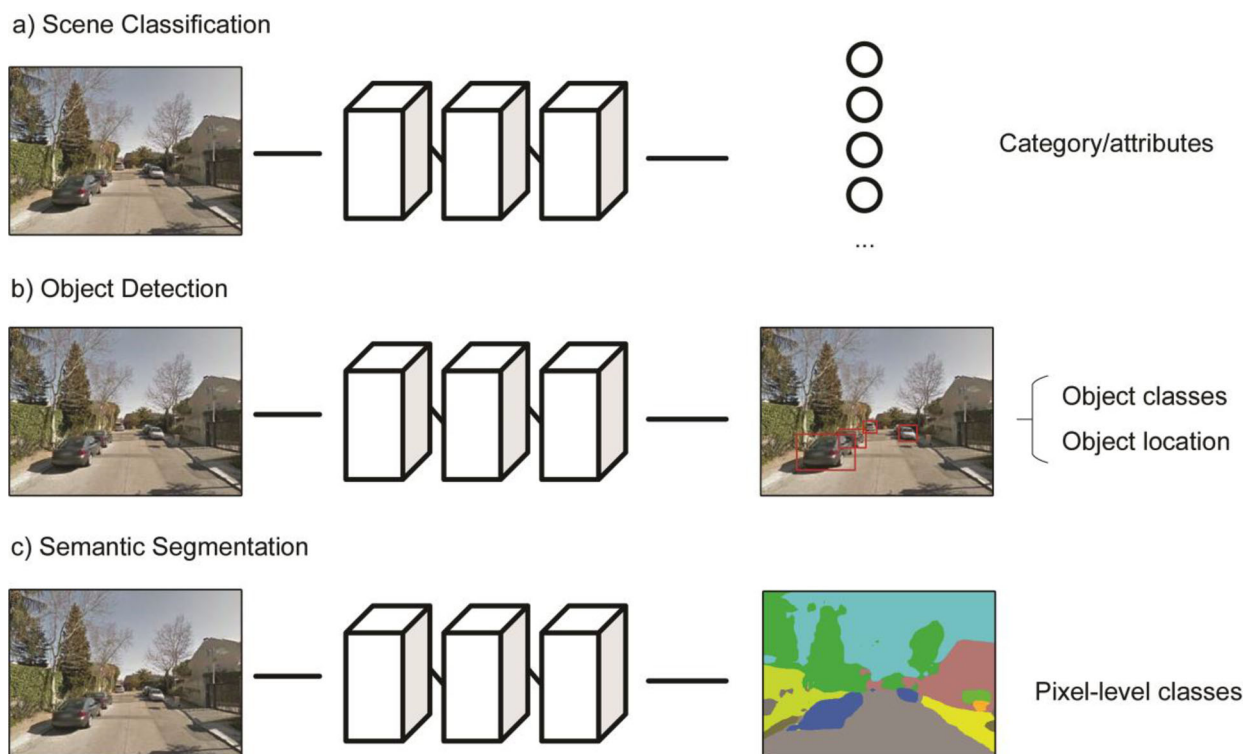 a) Scene Classification
Category/attributes
...
b) Object Detection
Object classes
Object location
c) Semantic Segmentation
Pixel-level classes